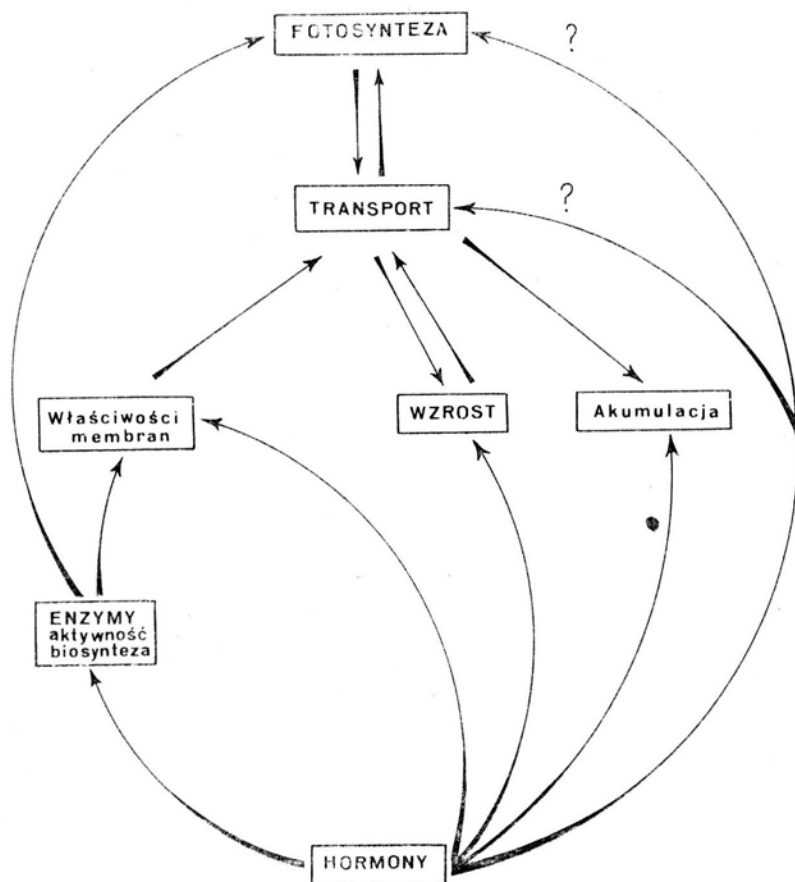 FOTOSYNTEZA
?
TRANSPORT
?
Właściwości
membran
WZROST
Akumulacja
ENZYMY
aktywność
biosynteza
HORMONY